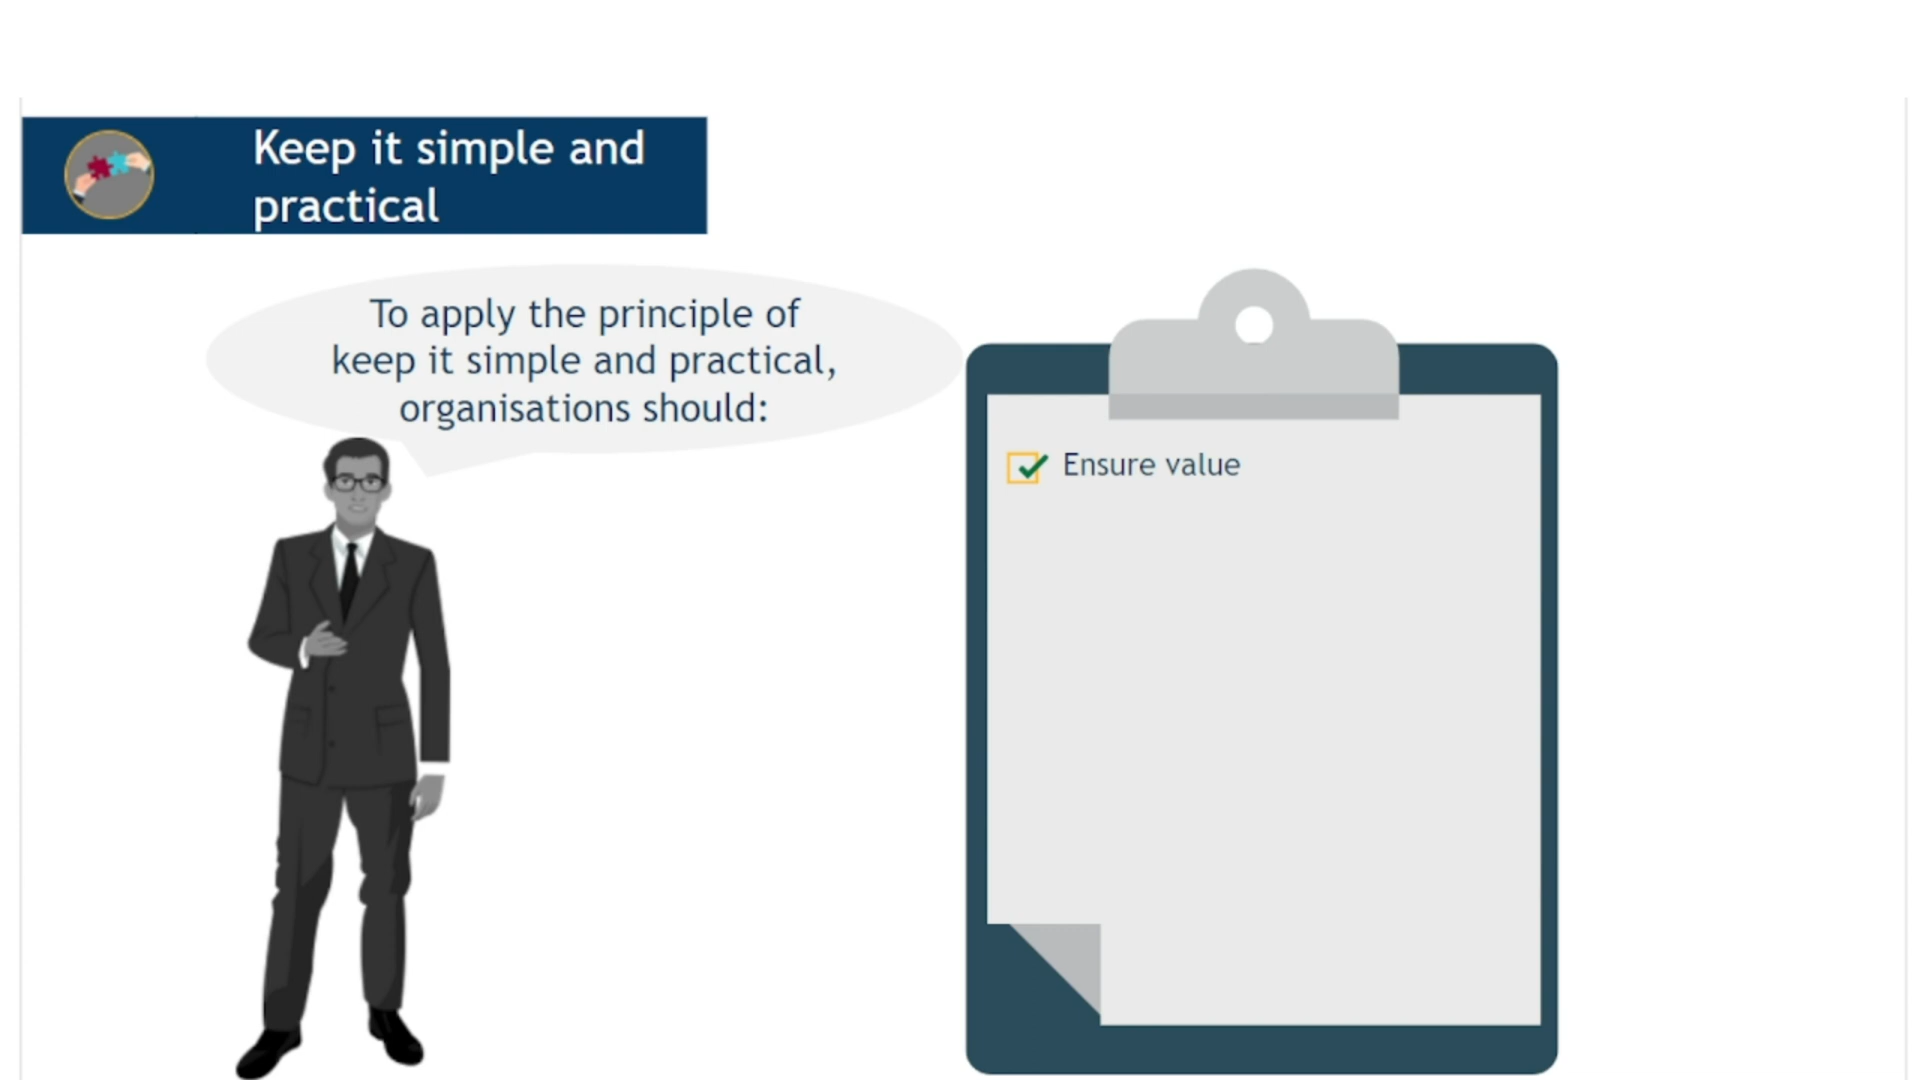 Keep it simple and
practical
To apply the principle of
keep it simple and practical,
organisations should:
Ensure value